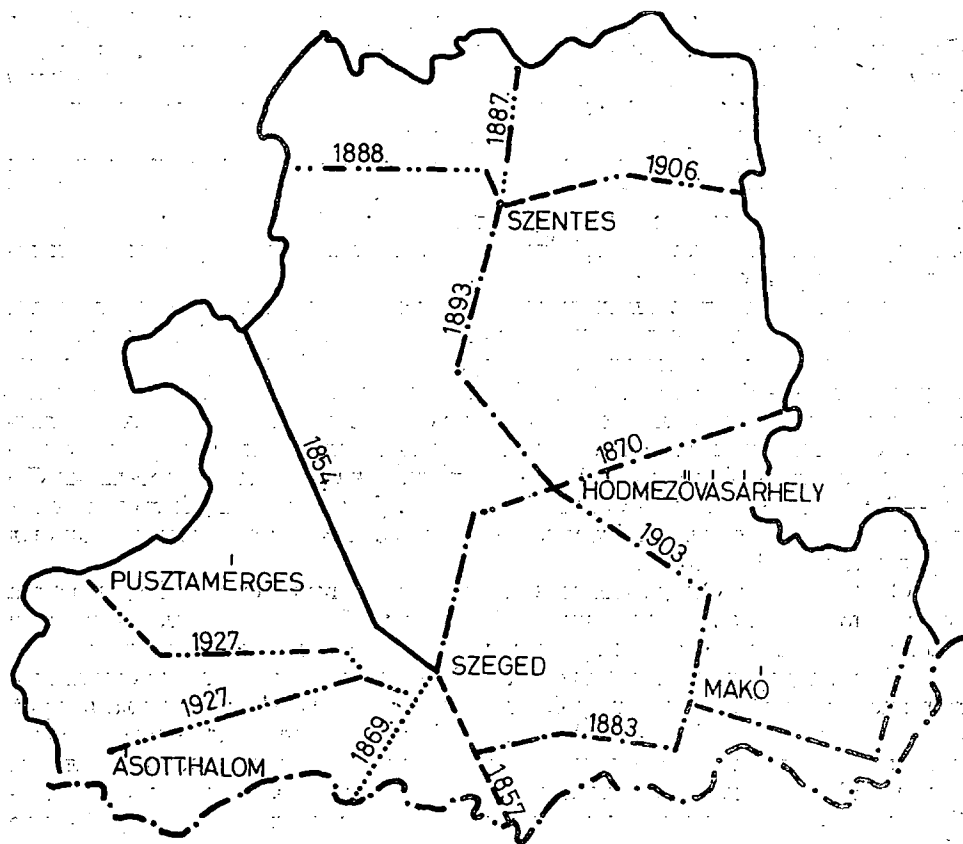 1887.
1888.
1906.
SZENTES
1893.
1854.
1870.
HÓDMEZŐVÁSÁRHELY
1903
PUSZTAMÉRGES
1927.
SZEGED
MAKÓ
1927.
1869.
1883.
ÁSOTTHALOM
1857.